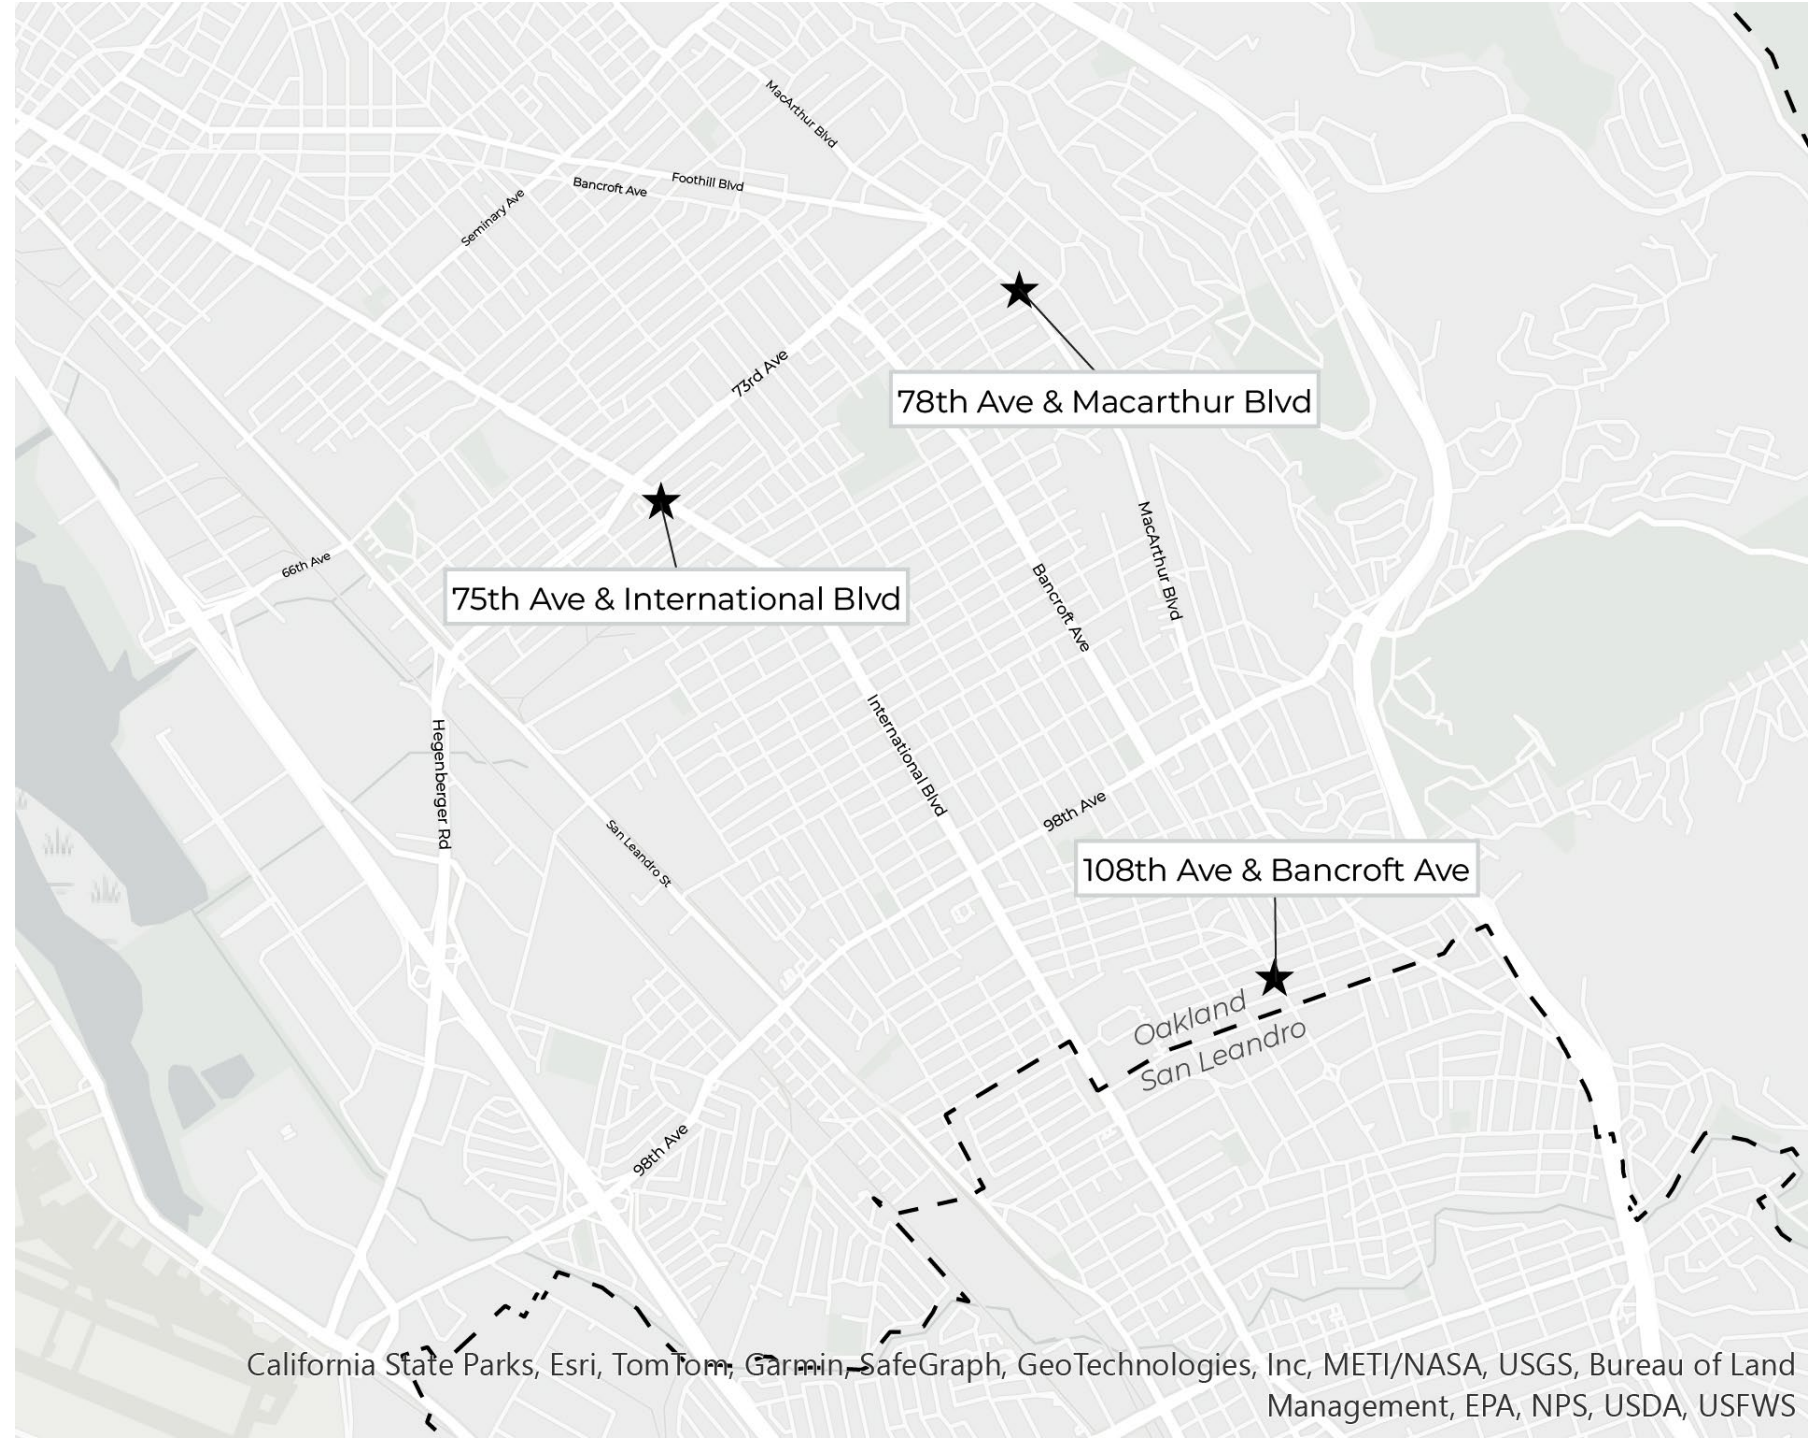 MacArthur Blvd
Foothill Blvd
Bancroft Ave
Seminary Ave
73rd Ave
78th Ave & Macarthur Blvd
66th Ave
75th Ave & International Blvd
MacArthur Blvd
Bancroft Ave
Hegenberger Rd
International Blvd
98th Ave
San Leandro St
108th Ave & Bancroft Ave
Oakland
San Leandro
98th Ave
California State Parks, Esri, TomTom, Garmin, SafeGraph, GeoTechnologies, Inc, METI/NASA, USGS, Bureau of Land
Management, EPA, NPS, USDA, USFWS